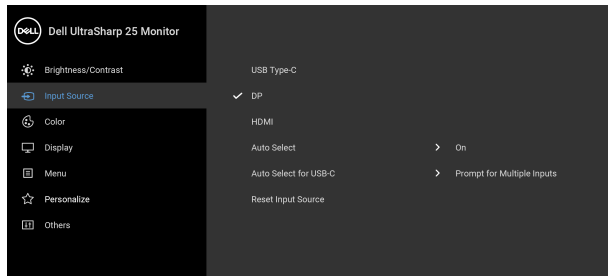 DELL Dell UltraSharp 25 Monitor
Brightness/Contrast USB Type-C
Input Source DP
Color HDMI
Display Auto Select On
Menu Auto Select for USB-C Prompt for Multiple Inputs
Personalize Reset Input Source
Others